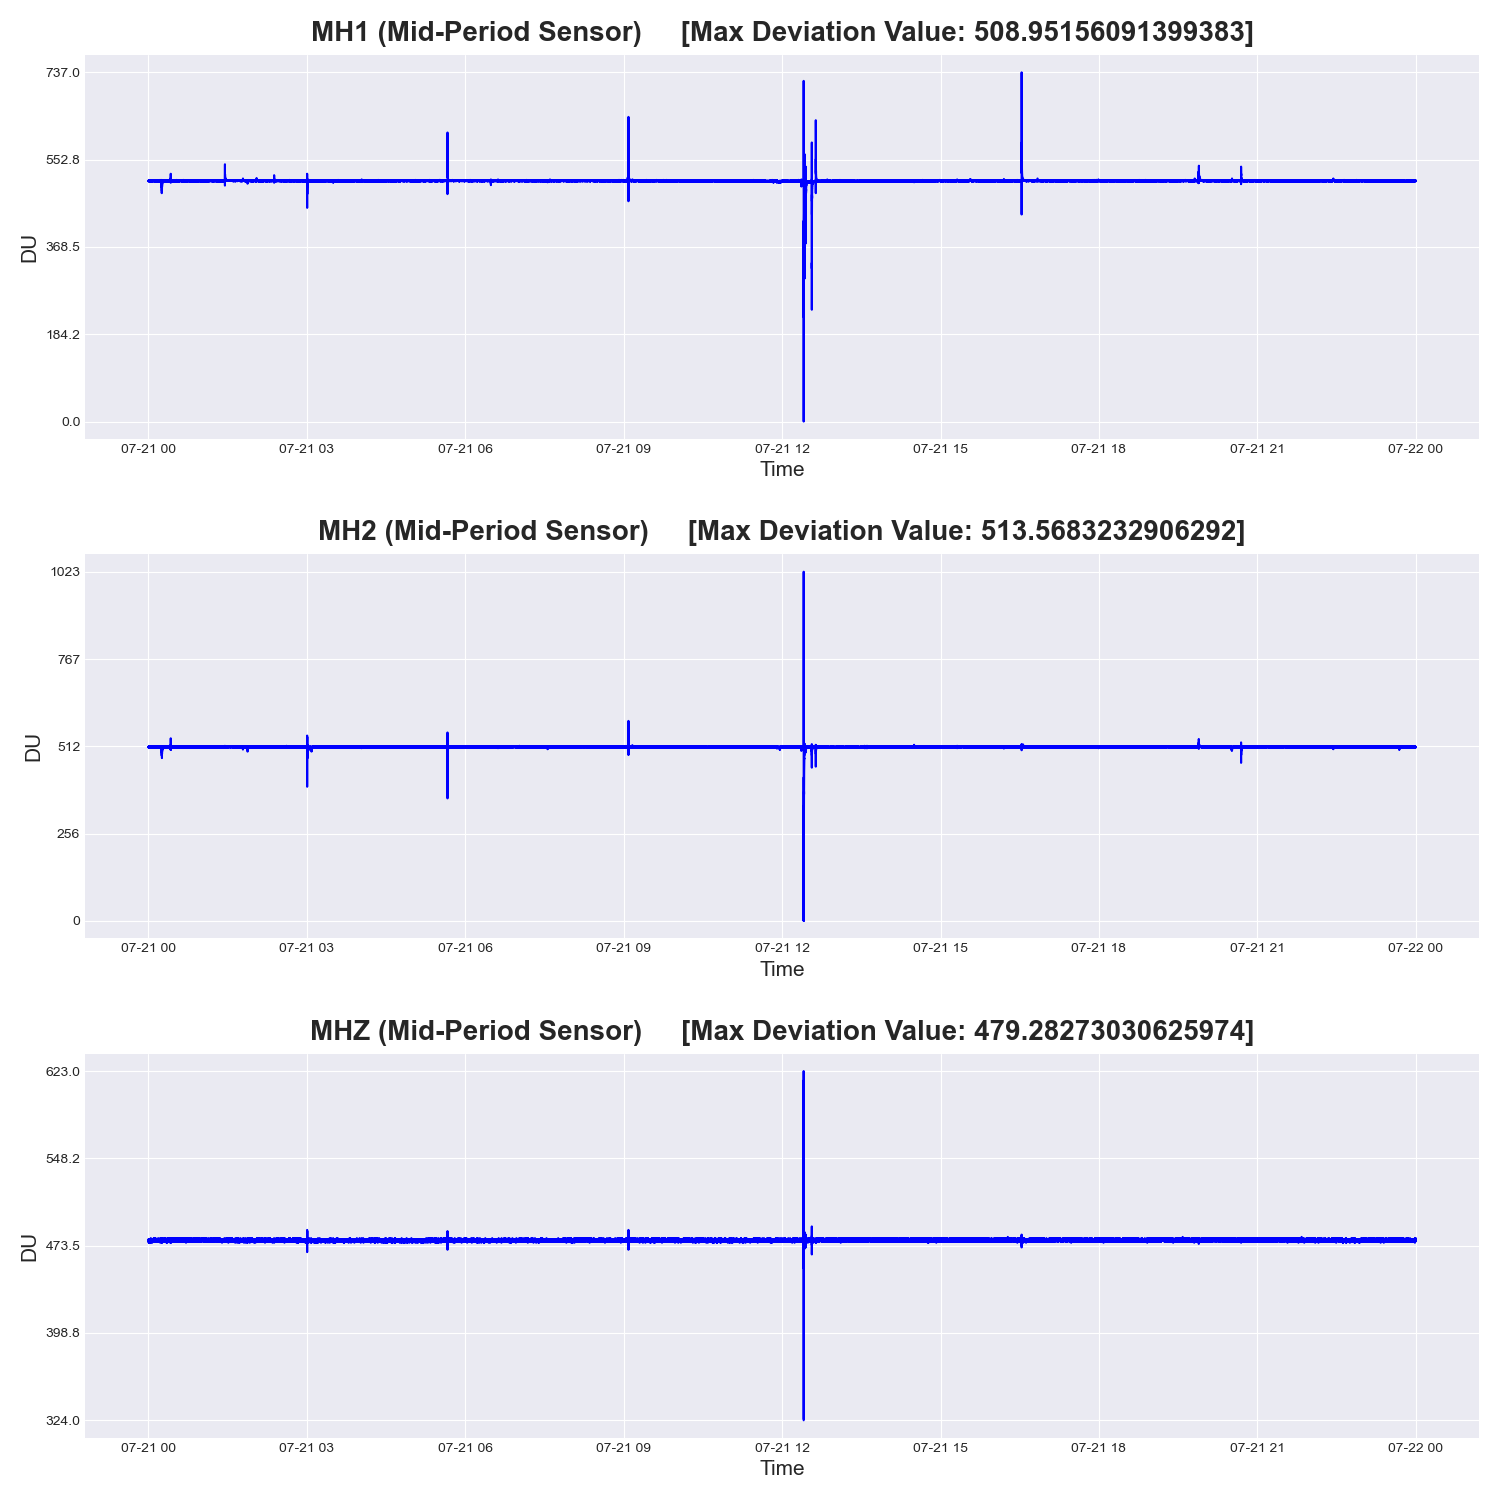 MH1 (Mid-Period Sensor) [Max Deviation Value: 508.95156091399383]
737.0
552.8
368.5
184.2
0.0
DU
07-21 00 07-21 03 07-21 06 07-21 09 07-21 12 07-21 15 07-21 18 07-21 21 07-22 00
Time
MH2 (Mid-Period Sensor) [Max Deviation Value: 513.5683232906292]
1023
767
512
256
0
DU
07-21 00 07-21 03 07-21 06 07-21 09 07-21 12 07-21 15 07-21 18 07-21 21 07-22 00
Time
MHZ (Mid-Period Sensor) [Max Deviation Value: 479.28273030625974]
623.0
548.2
473.5
398.8
324.0
DU
07-21 00 07-21 03 07-21 06 07-21 09 07-21 12 07-21 15 07-21 18 07-21 21 07-22 00
Time